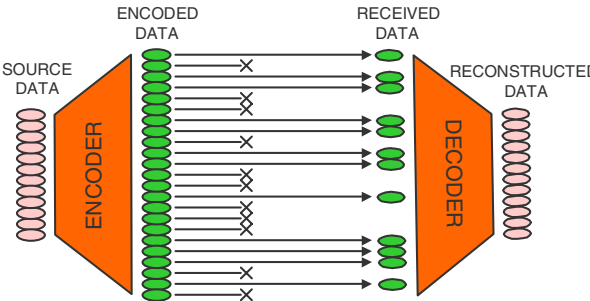 ENCODED
DATA
RECEIVED
DATA
SOURCE
DATA
RECONSTRUCTED
DATA
ENCODER
DECODER